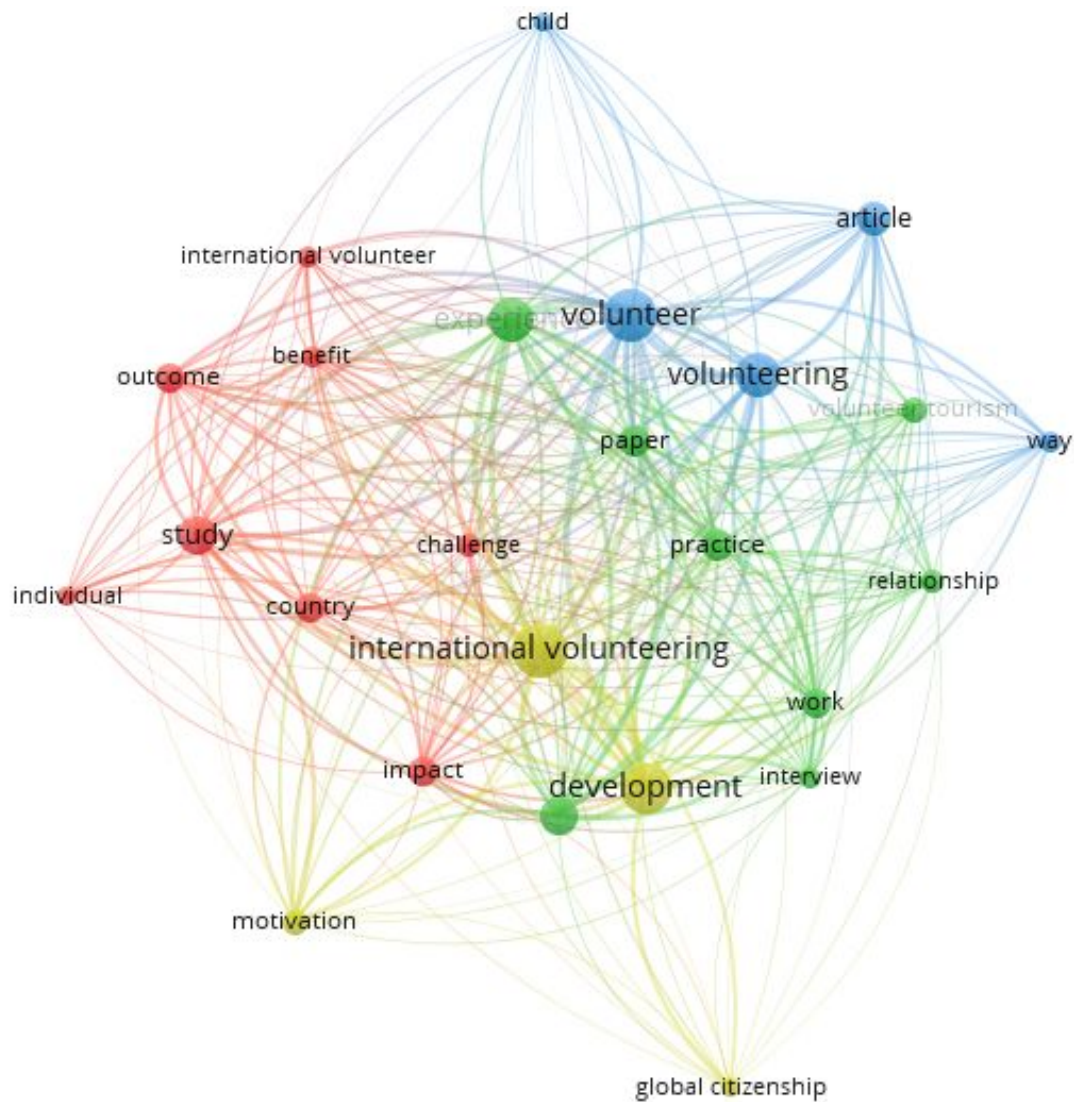 child
article
international volunteer
experience
volunteer
benefit
outcome
volunteering
volunteer tourism
paper
way
study
challenge
practice
individual
country
relationship
international volunteering
work
impact
development
interview
motivation
global citizenship